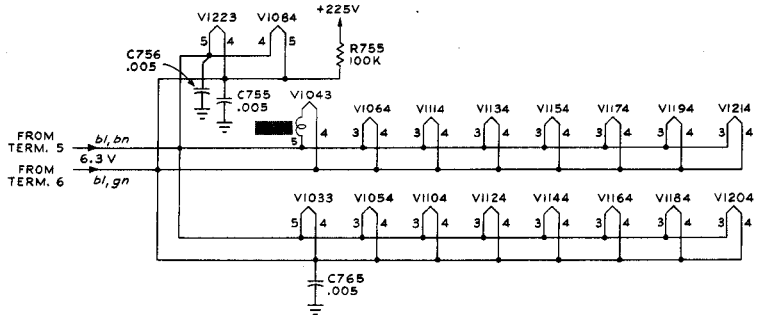 +225V
V1223 V1084
5 4 4 5
R755
100K
C756
.005
C755
.005
V1043
5 4
V1064 V1114 V1134 V1154 V1174 V1194 V1214
3 4 3 4 3 4 3 4 3 4 3 4 3 4
FROM
TERM. 5
bl, bn
6.3 V
FROM
TERM. 6
bl, gn
V1033 V1054 V1104 V1124 V1144 V1164 V1184 V1204
5 4 3 4 3 4 3 4 3 4 3 4 3 4 3 4
C765
.005